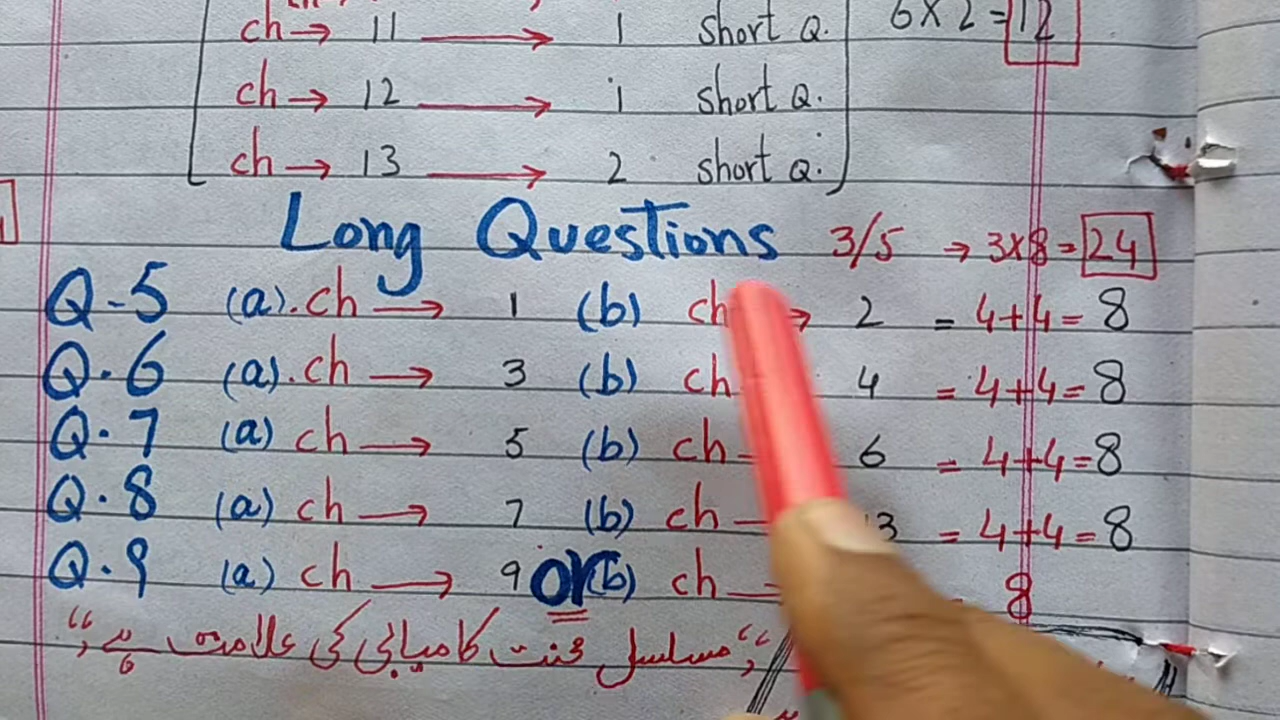 ch → 11 → 1 short Q. 6 x 2 = 12
ch → 12 → 1 short Q.
ch → 13 → 2 short Q.
Long Questions 3/5 → 3x8 = 24
Q-5 (a). ch → 1 (b) ch → 2 = 4+4 = 8
Q.6 (a). ch → 3 (b) ch 4 = 4+4 = 8
Q.7 (a) ch → 5 (b) ch 6 = 4+4 = 8
Q.8 (a) ch → 7 (b) ch 3 = 4+4 = 8
Q.9 (a) ch → 9 or (b) ch 8
"مسلسل محنت کامیابی کی علامت ہے"